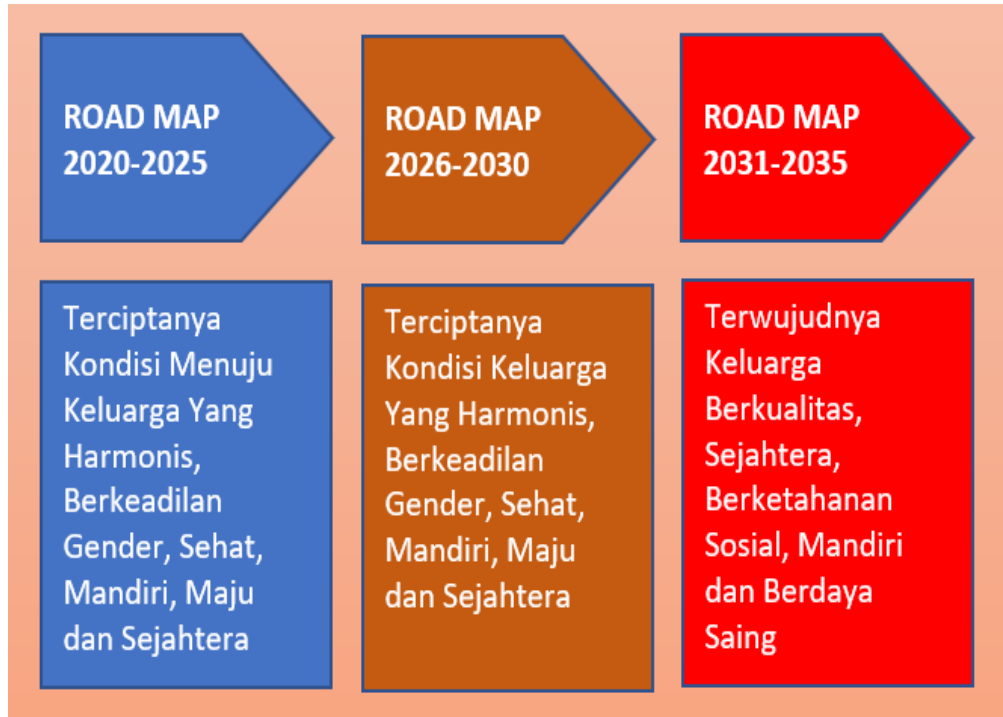 ROAD MAP
2020-2025
ROAD MAP
2026-2030
ROAD MAP
2031-2035
Terciptanya
Kondisi Menuju
Keluarga Yang
Harmonis,
Berkeadilan
Gender, Sehat,
Mandiri, Maju
dan Sejahtera
Terciptanya
Kondisi Keluarga
Yang Harmonis,
Berkeadilan
Gender, Sehat,
Mandiri, Maju
dan Sejahtera
Terwujudnya
Keluarga
Berkualitas,
Sejahtera,
Berketahanan
Sosial, Mandiri
dan Berdaya
Saing